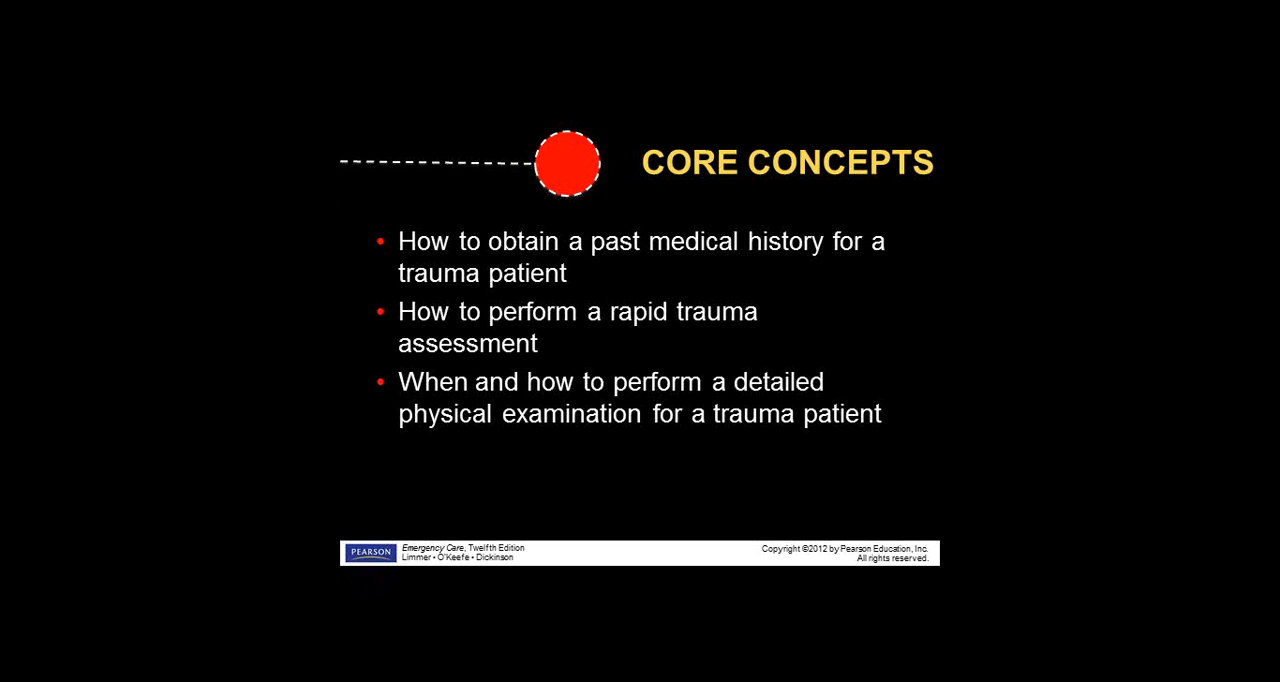 CORE CONCEPTS
• How to obtain a past medical history for a
trauma patient
• How to perform a rapid trauma
assessment
• When and how to perform a detailed
physical examination for a trauma patient
PEARSON
Emergency Care, Twelfth Edition
Limmer • O'Keefe • Dickinson
Copyright ©2012 by Pearson Education, Inc.
All rights reserved.